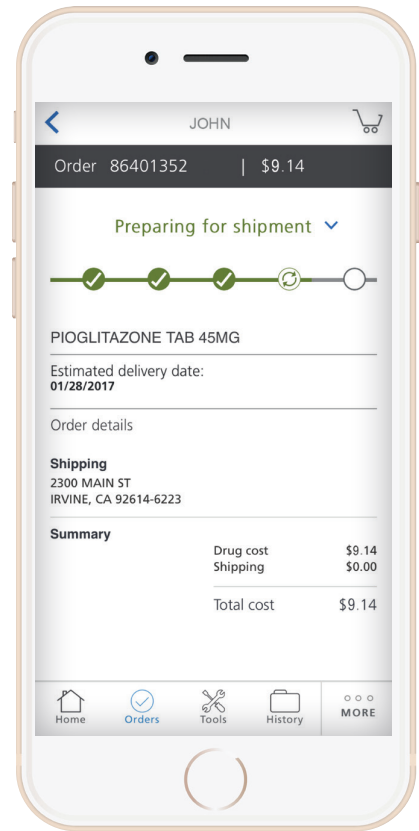 JOHN
Order 86401352 | $9.14
Preparing for shipment
PIOGLITAZONE TAB 45MG
Estimated delivery date:
01/28/2017
Order details
Shipping
2300 MAIN ST
IRVINE, CA 92614-6223
Summary
Drug cost $9.14
Shipping $0.00
Total cost $9.14
Home Orders Tools History MORE